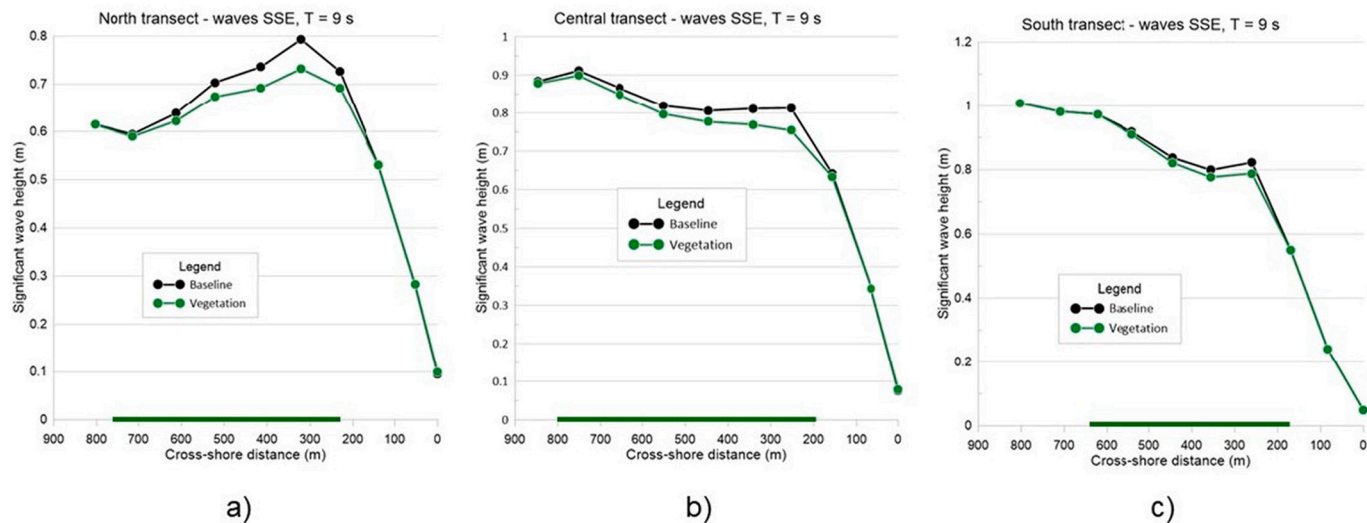 North transect - waves SSE, T = 9 s
0.8
0.7
0.6
0.5
0.4
0.3
0.2
0.1
0
Significant wave height (m)
Legend
Baseline
Vegetation
900 800 700 600 500 400 300 200 100 0
Cross-shore distance (m)
a)
Central transect - waves SSE, T = 9 s
1
0.9
0.8
0.7
0.6
0.5
0.4
0.3
0.2
0.1
0
Significant wave height (m)
Legend
Baseline
Vegetation
900 800 700 600 500 400 300 200 100 0
Cross-shore distance (m)
b)
South transect - waves SSE, T = 9 s
1.2
1
0.8
0.6
0.4
0.2
0
Significant wave height (m)
Legend
Baseline
Vegetation
900 800 700 600 500 400 300 200 100 0
Cross-shore distance (m)
c)